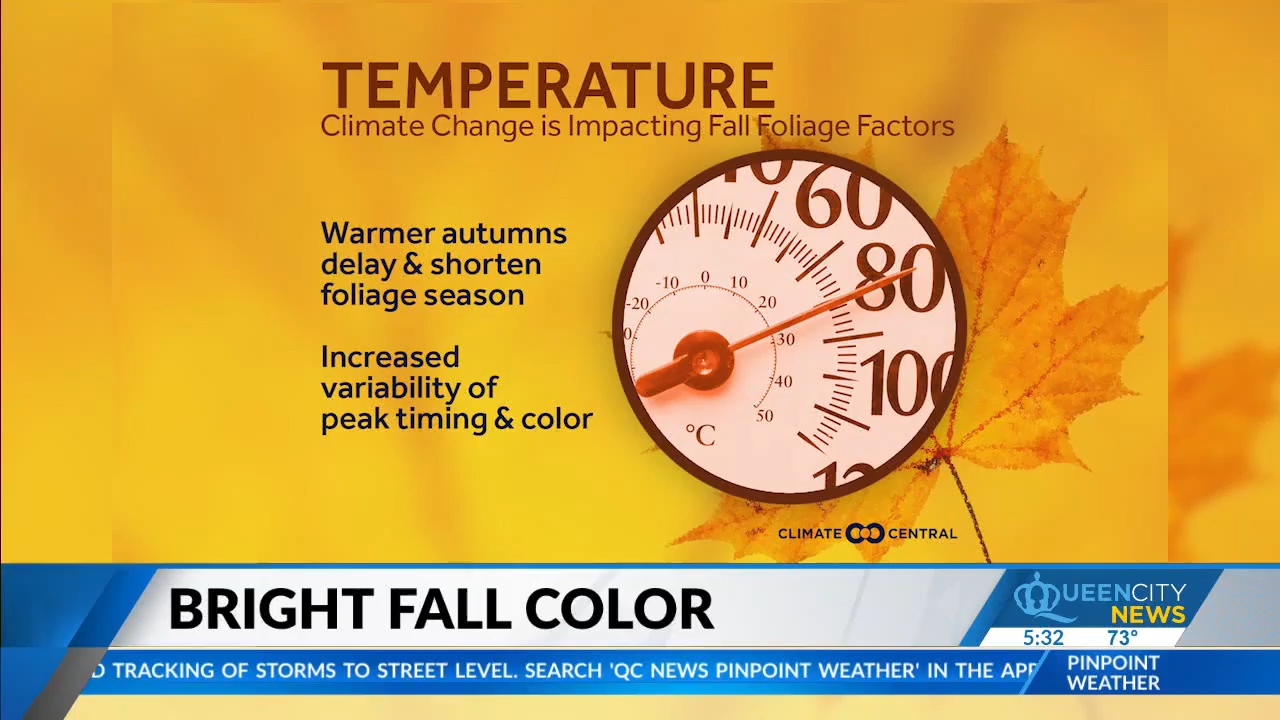 TEMPERATURE
Climate Change is Impacting Fall Foliage Factors
Warmer autumns
delay & shorten
foliage season
Increased
variability of
peak timing & color
60
80
100
-20
-10
0
10
20
30
40
50
°C
CLIMATE CENTRAL
BRIGHT FALL COLOR
QUEENCITY
NEWS
5:32 73°
TRACKING OF STORMS TO STREET LEVEL. SEARCH 'QC NEWS PINPOINT WEATHER' IN THE
PINPOINT
WEATHER